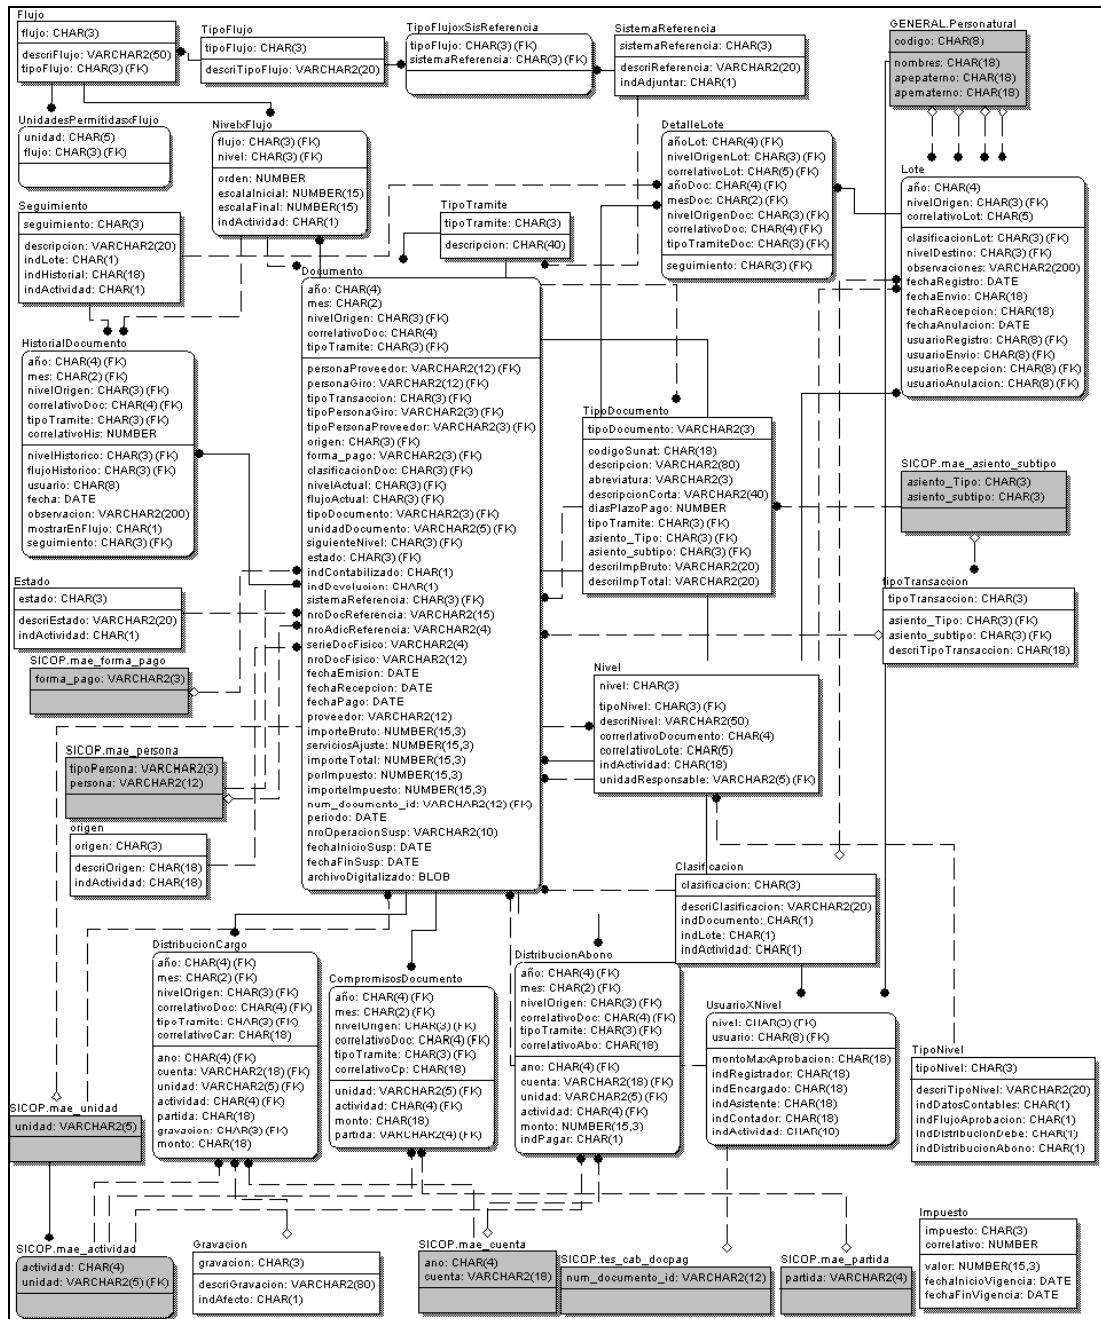 Flujo
flujo: CHAR(3)
descriFlujo: VARCHAR2(50)
tipoFlujo: CHAR(3) (FK)
TipoFlujo
tipoFlujo: CHAR(3)
descriTipoFlujo: VARCHAR2(20)
TipoFlujoxSisReferencia
tipoFlujo: CHAR(3) (FK)
sistemaReferencia: CHAR(3) (FK)
SistemaReferencia
sistemaReferencia: CHAR(3)
descriReferencia: VARCHAR2(20)
indAdjuntar: CHAR(1)
GENERAL.Personatural
codigo: CHAR(8)
nombres: CHAR(18)
apepaterno: CHAR(18)
apematerno: CHAR(18)
UnidadesPermitidasxFlujo
unidad: CHAR(5)
flujo: CHAR(3) (FK)
NivelxFlujo
flujo: CHAR(3) (FK)
nivel: CHAR(3) (FK)
orden: NUMBER
escalaInicial: NUMBER(15)
escalaFinal: NUMBER(15)
indActividad: CHAR(1)
DetalleLote
añoLot: CHAR(4) (FK)
nivelOrigenLot: CHAR(3) (FK)
correlativoLot: CHAR(5) (FK)
añoDoc: CHAR(4) (FK)
mesDoc: CHAR(2) (FK)
nivelOrigenDoc: CHAR(3) (FK)
correlativoDoc: CHAR(4) (FK)
tipoTramiteDoc: CHAR(3) (FK)
seguimiento: CHAR(3) (FK)
Lote
año: CHAR(4)
nivelOrigen: CHAR(3) (FK)
correlativoLot: CHAR(5)
clasificacionLot: CHAR(3) (FK)
nivelDestino: CHAR(3) (FK)
observaciones: VARCHAR2(200)
fechaRegistro: DATE
fechaEnvio: CHAR(18)
fechaRecepcion: CHAR(18)
fechaAnulacion: DATE
usuarioRegistro: CHAR(8) (FK)
usuarioEnvio: CHAR(8) (FK)
usuarioRecepcion: CHAR(8) (FK)
usuarioAnulacion: CHAR(8) (FK)
Seguimiento
seguimiento: CHAR(3)
descripcion: VARCHAR2(20)
indLote: CHAR(1)
indHistorial: CHAR(18)
indActividad: CHAR(1)
TipoTramite
tipoTramite: CHAR(3)
descripcion: CHAR(40)
Documento
año: CHAR(4)
mes: CHAR(2)
nivelOrigen: CHAR(3) (FK)
correlativoDoc: CHAR(4)
tipoTramite: CHAR(3) (FK)
personaProveedor: VARCHAR2(12) (FK)
personaGiro: VARCHAR2(12) (FK)
tipoTransaccion: CHAR(3) (FK)
tipoPersonaGiro: VARCHAR2(3) (FK)
tipoPersonaProveedor: VARCHAR2(3) (FK)
origen: CHAR(3) (FK)
forma_pago: VARCHAR2(3) (FK)
clasificacionDoc: CHAR(3) (FK)
nivelActual: CHAR(3) (FK)
flujoActual: CHAR(3) (FK)
tipoDocumento: VARCHAR2(3) (FK)
unidadDocumento: VARCHAR2(5) (FK)
siguienteNivel: CHAR(3) (FK)
estado: CHAR(3) (FK)
indContabilizado: CHAR(1)
indDevolucion: CHAR(1)
sistemaReferencia: CHAR(3) (FK)
nroDocReferencia: VARCHAR2(15)
nroAdicReferencia: VARCHAR2(4)
serieDocFisico: VARCHAR2(4)
nroDocFisico: VARCHAR2(12)
fechaEmision: DATE
fechaRecepcion: DATE
fechaPago: DATE
proveedor: VARCHAR2(12)
importeBruto: NUMBER(15,3)
serviciosAjuste: NUMBER(15,3)
importeTotal: NUMBER(15,3)
porImpuesto: NUMBER(15,3)
importeImpuesto: NUMBER(15,3)
num_documento_id: VARCHAR2(12) (FK)
periodo: DATE
nroOperacionSusp: VARCHAR2(10)
fechaInicioSusp: DATE
fechaFinSusp: DATE
archivoDigitalizado: BLOB
HistorialDocumento
año: CHAR(4) (FK)
mes: CHAR(2) (FK)
nivelOrigen: CHAR(3) (FK)
correlativoDoc: CHAR(4) (FK)
tipoTramite: CHAR(3) (FK)
correlativoHis: NUMBER
nivelHistorico: CHAR(3) (FK)
flujoHistorico: CHAR(3) (FK)
usuario: CHAR(8)
fecha: DATE
observacion: VARCHAR2(200)
mostrarEnFlujo: CHAR(1)
seguimiento: CHAR(3) (FK)
TipoDocumento
tipoDocumento: VARCHAR2(3)
codigoSunat: CHAR(18)
descripcion: VARCHAR2(80)
abreviatura: VARCHAR2(3)
descripcionCorta: VARCHAR2(40)
diasPlazoPago: NUMBER
tipoTramite: CHAR(3) (FK)
asiento_Tipo: CHAR(3) (FK)
asiento_subtipo: CHAR(3) (FK)
descriImpBruto: VARCHAR2(20)
descriImpTotal: VARCHAR2(20)
SICOP.mae_asiento_subtipo
asiento_Tipo: CHAR(3)
asiento_subtipo: CHAR(3)
tipoTransaccion
tipoTransaccion: CHAR(3)
asiento_Tipo: CHAR(3) (FK)
asiento_subtipo: CHAR(3) (FK)
descriTipoTransaccion: CHAR(18)
Estado
estado: CHAR(3)
descriEstado: VARCHAR2(20)
indActividad: CHAR(1)
SICOP.mae_forma_pago
forma_pago: VARCHAR2(3)
Nivel
nivel: CHAR(3)
tipoNivel: CHAR(3) (FK)
descriNivel: VARCHAR2(50)
correrlativoDocumento: CHAR(4)
correlativoLote: CHAR(5)
indActividad: CHAR(18)
unidadResponsable: VARCHAR2(5) (FK)
SICOP.mae_persona
tipoPersona: VARCHAR2(3)
persona: VARCHAR2(12)
origen
origen: CHAR(3)
descriOrigen: CHAR(18)
indActividad: CHAR(18)
Clasificacion
clasificacion: CHAR(3)
descriClasificacion: VARCHAR2(20)
indDocumento: CHAR(1)
indLote: CHAR(1)
indActividad: CHAR(1)
DistribucionCargo
año: CHAR(4) (FK)
mes: CHAR(2) (FK)
nivelOrigen: CHAR(3) (FK)
correlativoDoc: CHAR(4) (FK)
tipoTramite: CHAR(3) (FK)
correlativoCar: CHAR(18)
ano: CHAR(4) (FK)
cuenta: VARCHAR2(18) (FK)
unidad: VARCHAR2(5) (FK)
actividad: CHAR(4) (FK)
partida: CHAR(18)
gravacion: CHAR(3) (FK)
monto: CHAR(18)
CompromisosDocumento
año: CHAR(4) (FK)
mes: CHAR(2) (FK)
nivelOrigen: CHAR(3) (FK)
correlativoDoc: CHAR(4) (FK)
tipoTramite: CHAR(3) (FK)
correlativoCp: CHAR(18)
unidad: VARCHAR2(5) (FK)
actividad: CHAR(4) (FK)
monto: CHAR(18)
partida: VARCHAR2(4) (FK)
DistribucionAbono
año: CHAR(4) (FK)
mes: CHAR(2) (FK)
nivelOrigen: CHAR(3) (FK)
correlativoDoc: CHAR(4) (FK)
tipoTramite: CHAR(3) (FK)
correlativoAbo: CHAR(18)
ano: CHAR(4) (FK)
cuenta: VARCHAR2(18) (FK)
unidad: VARCHAR2(5) (FK)
actividad: CHAR(4) (FK)
monto: NUMBER(15,3)
indPagar: CHAR(1)
UsuarioXNivel
nivel: CHAR(3) (FK)
usuario: CHAR(8) (FK)
montoMaxAprobacion: CHAR(18)
indRegistrador: CHAR(18)
indEncargado: CHAR(18)
indAsistente: CHAR(18)
indContador: CHAR(18)
indActividad: CHAR(18)
TipoNivel
tipoNivel: CHAR(3)
descriTipoNivel: VARCHAR2(20)
indDatosContables: CHAR(1)
indFlujoAprobacion: CHAR(1)
indDistribucionDebe: CHAR(1)
indDistribucionAbono: CHAR(1)
SICOP.mae_unidad
unidad: VARCHAR2(5)
SICOP.mae_actividad
actividad: CHAR(4)
unidad: VARCHAR2(5) (FK)
Gravacion
gravacion: CHAR(3)
descriGravacion: VARCHAR2(80)
indAfecto: CHAR(1)
SICOP.mae_cuenta
ano: CHAR(4)
cuenta: VARCHAR2(18)
SICOP.tes_cab_docpag
num_documento_id: VARCHAR2(12)
SICOP.mae_partida
partida: VARCHAR2(4)
Impuesto
impuesto: CHAR(3)
correlativo: NUMBER
valor: NUMBER(15,3)
fechaInicioVigencia: DATE
fechaFinVigencia: DATE